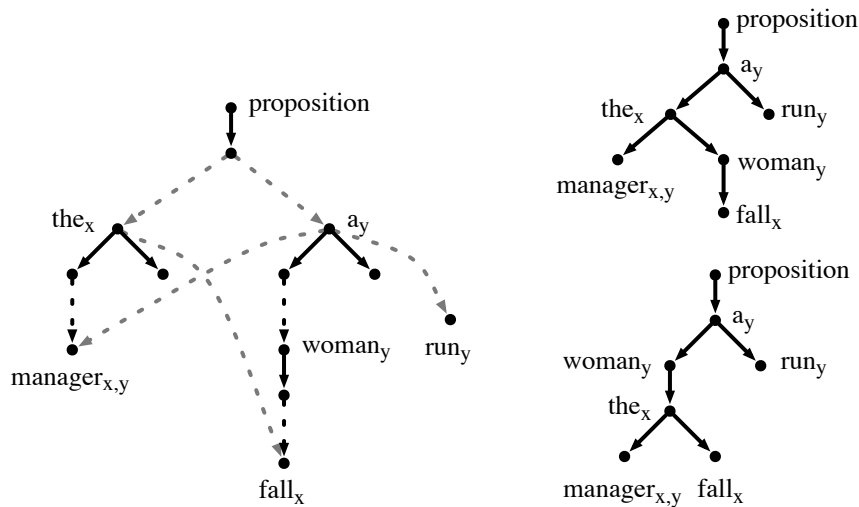 proposition
the_x
a_y
manager_x,y
woman_y
run_y
fall_x
proposition
a_y
the_x
run_y
manager_x,y
woman_y
fall_x
proposition
a_y
woman_y
run_y
the_x
manager_x,y fall_x